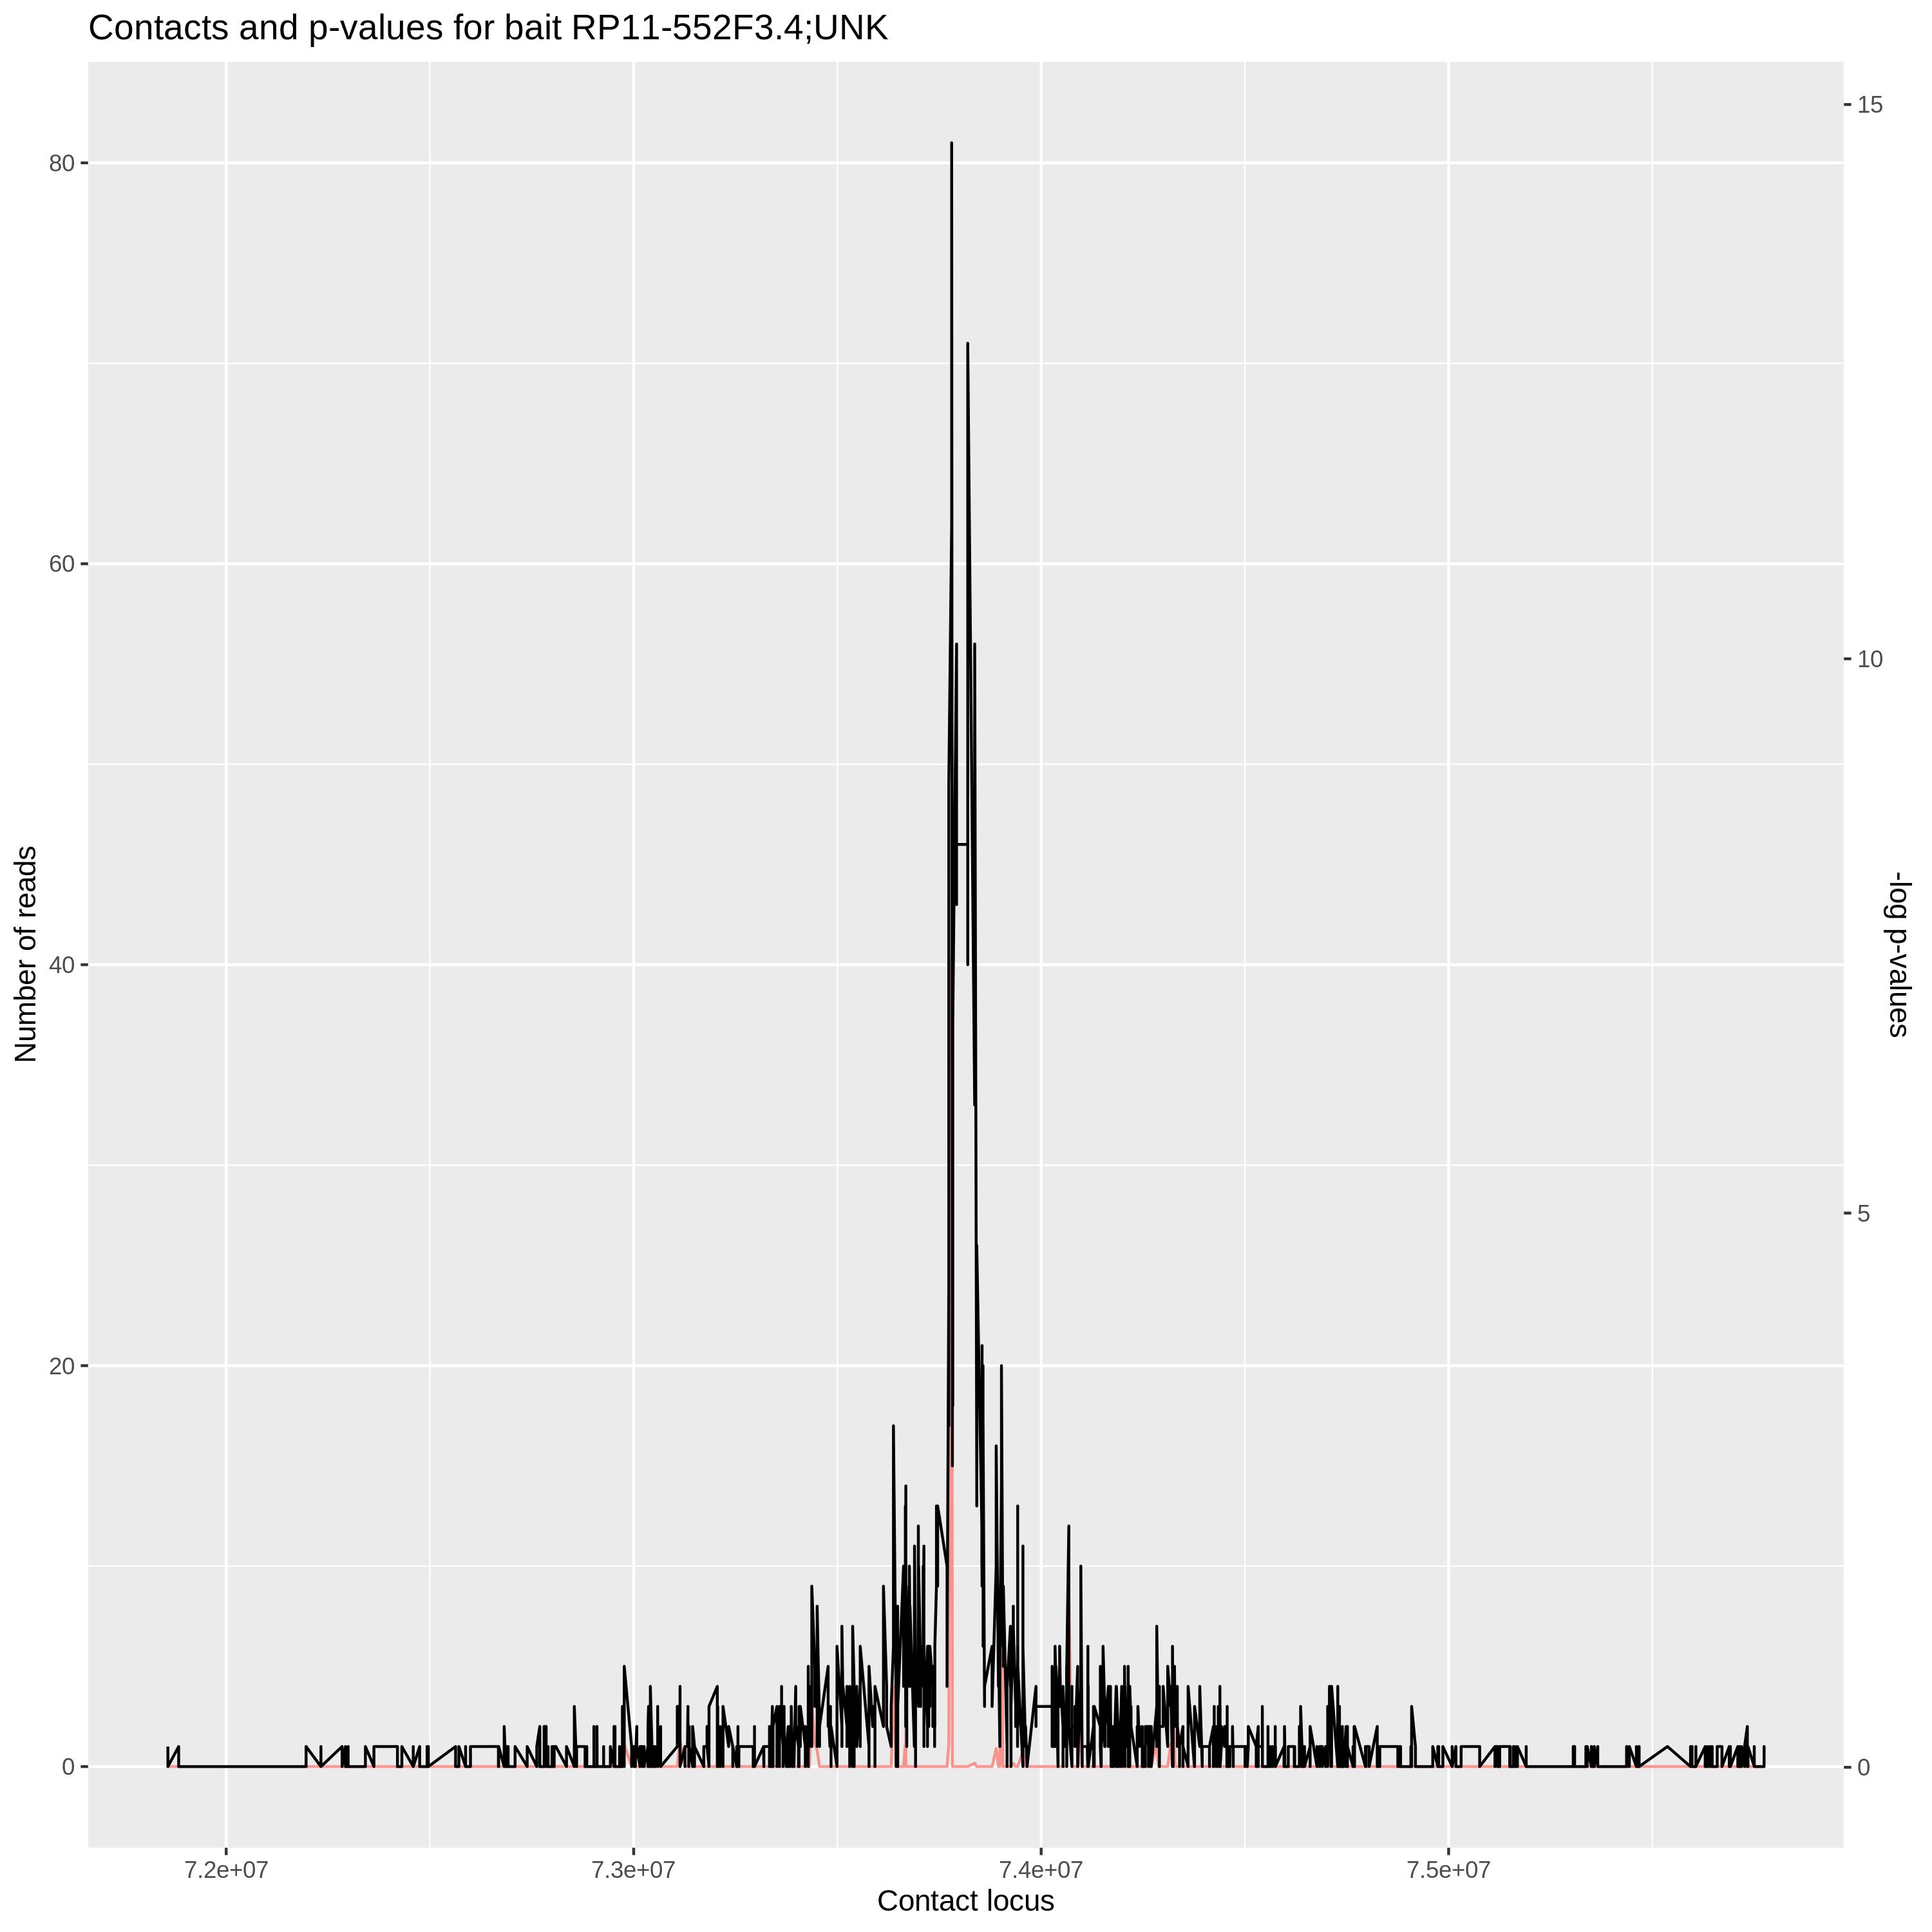 Contacts and p-values for bait RP11-552F3.4;UNK
80
60
40
20
0
Number of reads
15
10
5
0
-log p-values
7.2e+07 7.3e+07 7.4e+07 7.5e+07
Contact locus